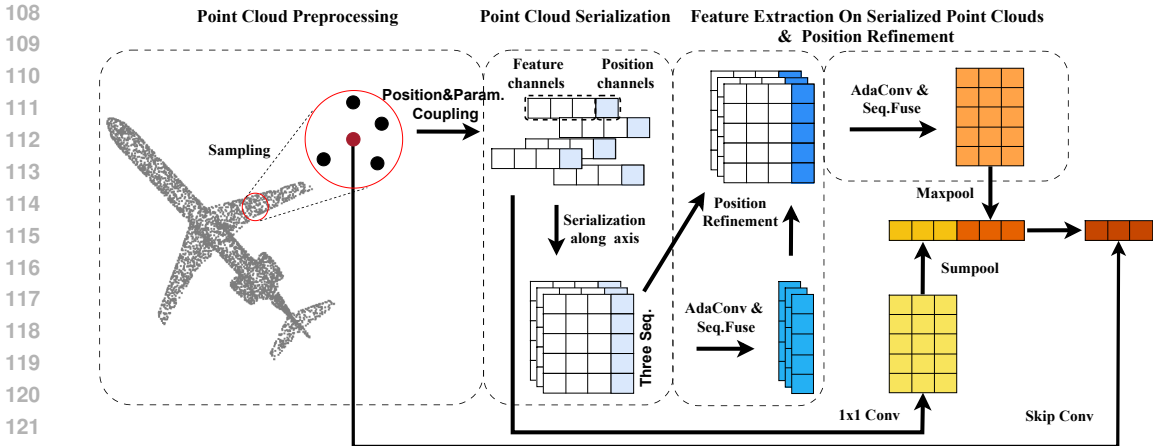 108
109
110
111
112
113
114
115
116
117
118
119
120
121
Point Cloud Preprocessing
Point Cloud Serialization
Feature Extraction On Serialized Point Clouds
& Position Refinement
Sampling
Position&Param.
Coupling
Feature
channels
Position
channels
Serialization
along axis
Three Seq.
AdaConv &
Seq.Fuse
Position
Refinement
AdaConv &
Seq.Fuse
Maxpool
Sumpool
1x1 Conv
Skip Conv